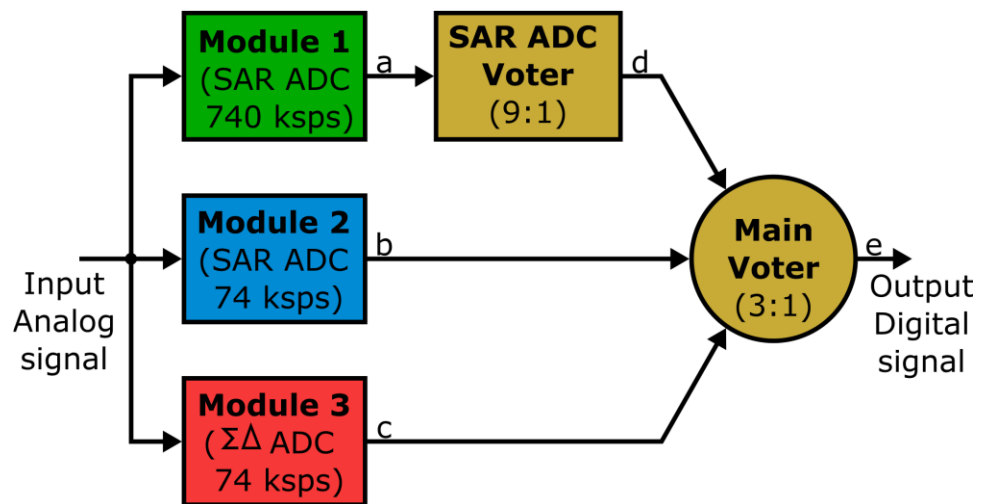 Module 1
(SAR ADC
740 ksps)
a
SAR ADC
Voter
(9:1)
d
Module 2
(SAR ADC
74 ksps)
b
Main
Voter
(3:1)
e
Input
Analog
signal
Output
Digital
signal
Module 3
(ΣΔ ADC
74 ksps)
c